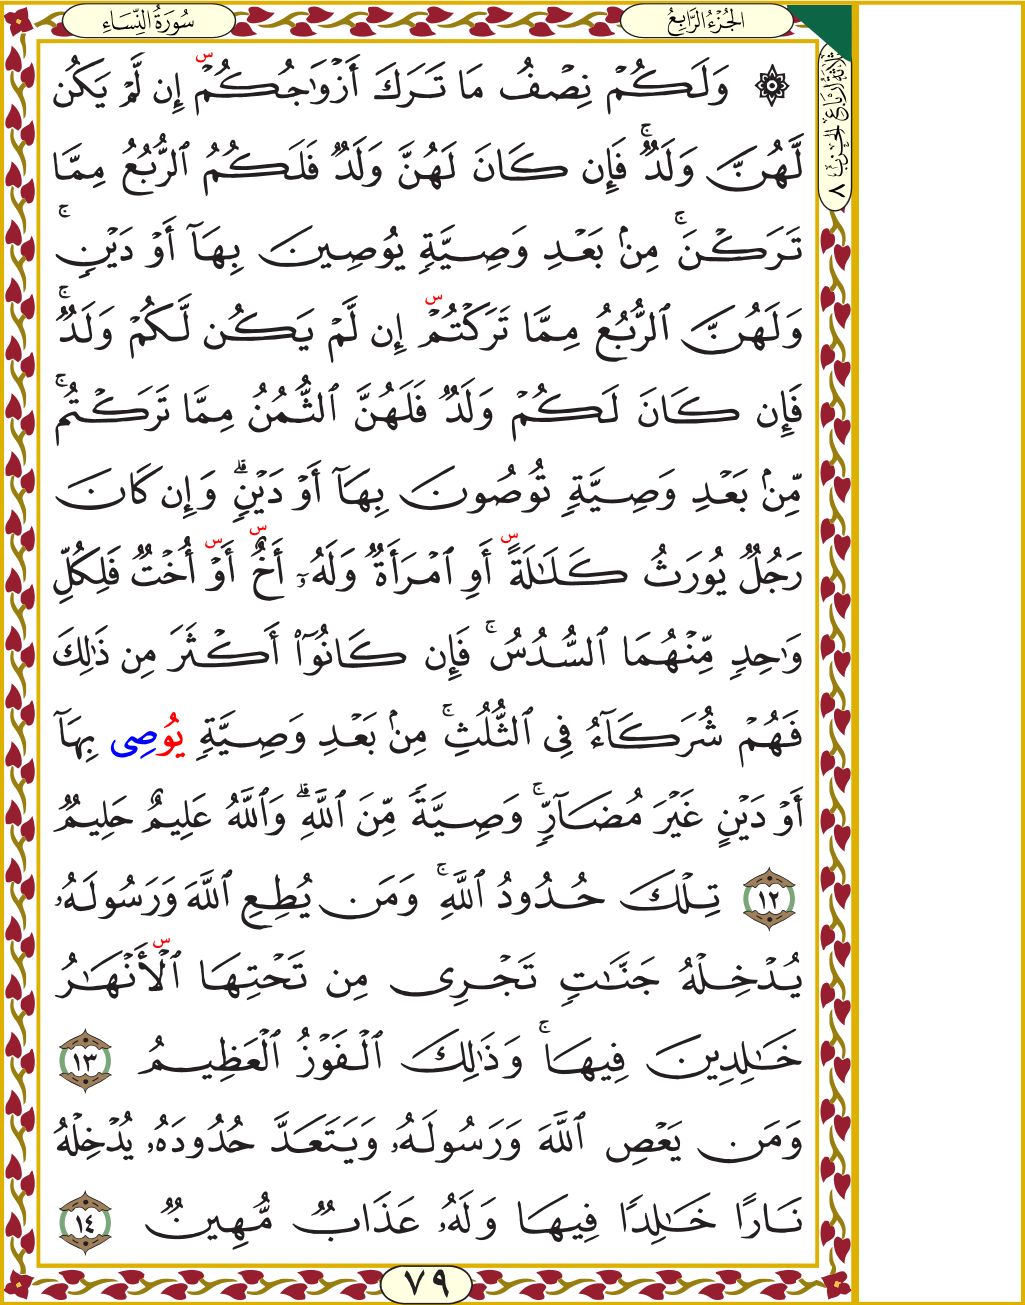 سُورَةُ النِّسَاءِ
الجُزْءُ الرَّابِعُ
ثَلَاثَةُ أَرْبَاعِ الحِزْبِ ٨
۞ وَلَكُمۡ نِصۡفُ مَا تَرَكَ أَزۡوَٰجُكُمۡ س إِن لَّمۡ يَكُن
لَّهُنَّ وَلَدٞۚ فَإِن كَانَ لَهُنَّ وَلَدٞ فَلَكُمُ ٱلرُّبُعُ مِمَّا
تَرَكۡنَۚ مِنۢ بَعۡدِ وَصِيَّةٖ يُوصِينَ بِهَآ أَوۡ دَيۡنٖۚ
وَلَهُنَّ ٱلرُّبُعُ مِمَّا تَرَكۡتُمۡ س إِن لَّمۡ يَكُن لَّكُمۡ وَلَدٞۚ
فَإِن كَانَ لَكُمۡ وَلَدٞ فَلَهُنَّ ٱلثُّمُنُ مِمَّا تَرَكۡتُمۚ
مِّنۢ بَعۡدِ وَصِيَّةٖ تُوصُونَ بِهَآ أَوۡ دَيۡنٖۗ وَإِن كَانَ
رَجُلٞ يُورَثُ كَلَٰلَةً س أَوِ ٱمۡرَأَةٞ وَلَهُۥٓ أَخٌ س أَوۡ س أُخۡتٞ فَلِكُلِّ
وَٰحِدٖ مِّنۡهُمَا ٱلسُّدُسُۚ فَإِن كَانُوٓاْ أَكۡثَرَ مِن ذَٰلِكَ
فَهُمۡ شُرَكَآءُ فِي ٱلثُّلُثِۚ مِنۢ بَعۡدِ وَصِيَّةٖ يُوصِي بِهَآ
أَوۡ دَيۡنٍ غَيۡرَ مُضَآرّٖۚ وَصِيَّةٗ مِّنَ ٱللَّهِۗ وَٱللَّهُ عَلِيمٌ حَلِيمٞ
١٢ تِلۡكَ حُدُودُ ٱللَّهِۚ وَمَن يُطِعِ ٱللَّهَ وَرَسُولَهُۥ
يُدۡخِلۡهُ جَنَّٰتٖ تَجۡرِي مِن تَحۡتِهَا ٱلۡأَنۡهَٰرُ س
خَٰلِدِينَ فِيهَاۚ وَذَٰلِكَ ٱلۡفَوۡزُ ٱلۡعَظِيمُ ١٣
وَمَن يَعۡصِ ٱللَّهَ وَرَسُولَهُۥ وَيَتَعَدَّ حُدُودَهُۥ يُدۡخِلۡهُ
نَارًا خَٰلِدٗا فِيهَا وَلَهُۥ عَذَابٞ مُّهِينٞ ١٤
٧٩